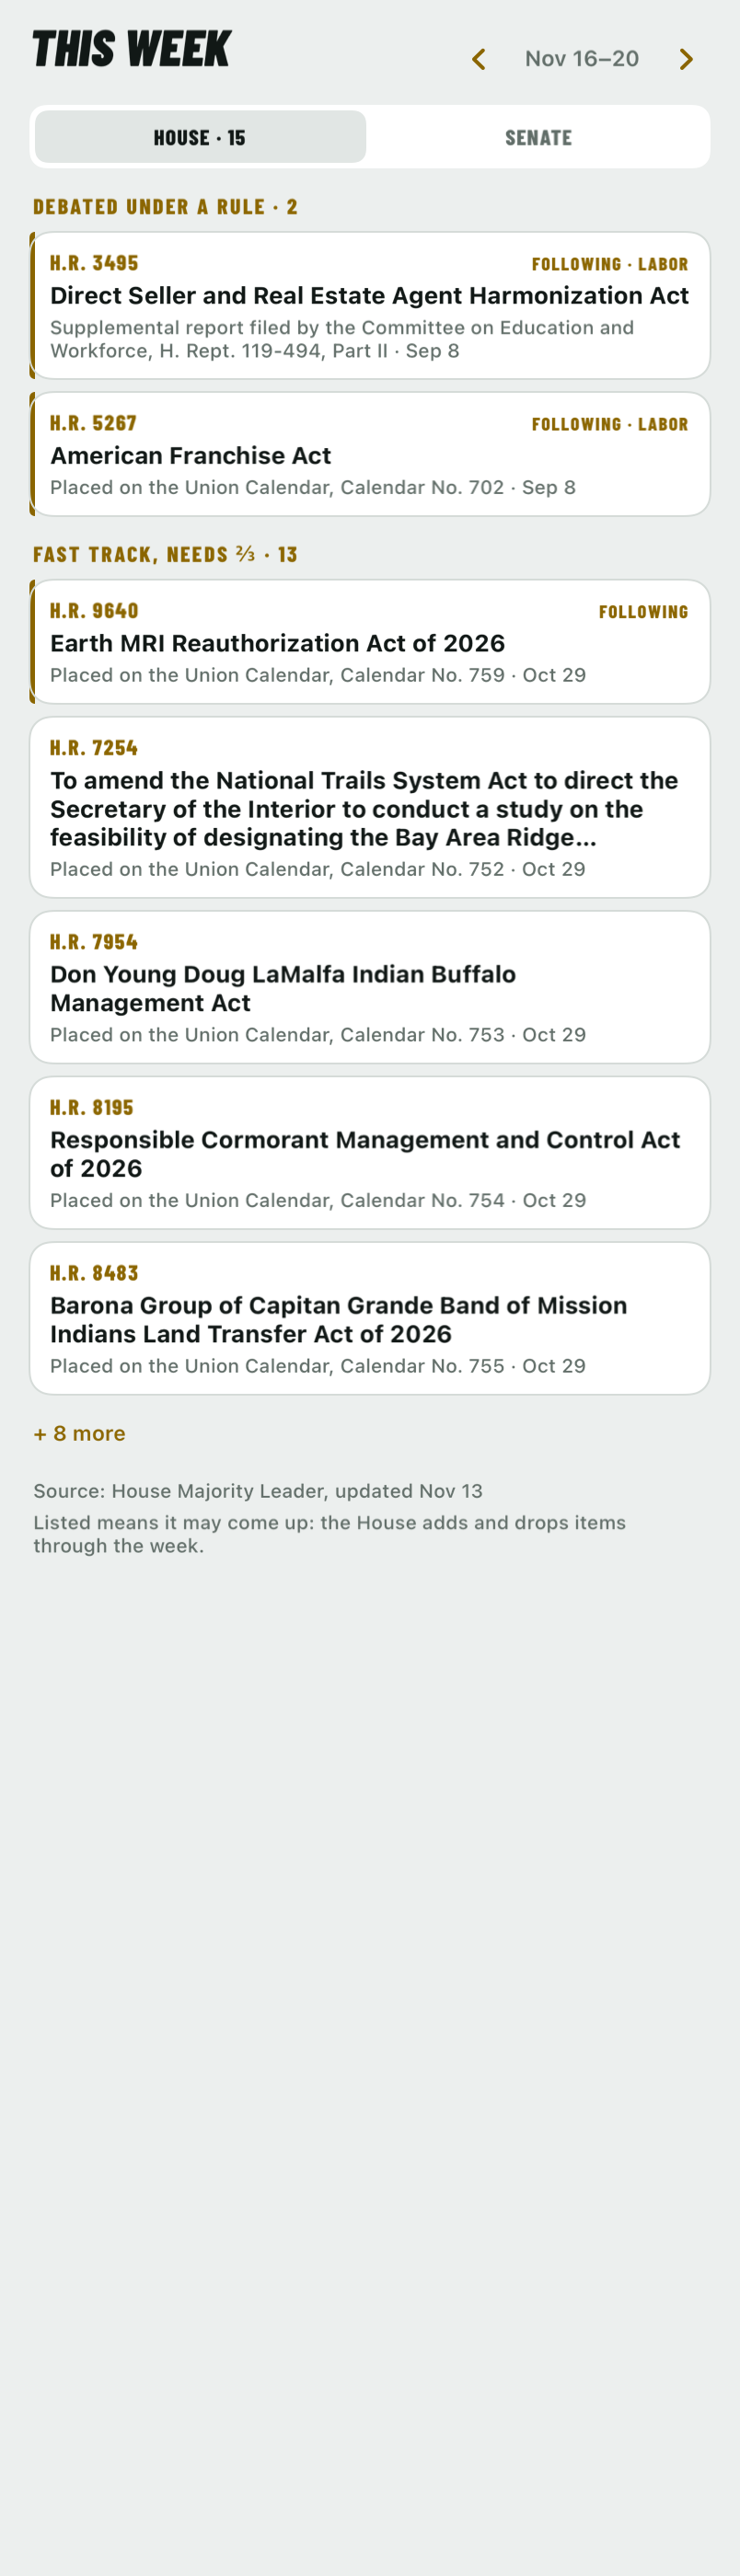 THIS WEEK
Nov 16–20
HOUSE · 15
SENATE
DEBATED UNDER A RULE · 2
H.R. 3495
FOLLOWING · LABOR
Direct Seller and Real Estate Agent Harmonization Act
Supplemental report filed by the Committee on Education and
Workforce, H. Rept. 119-494, Part II · Sep 8
H.R. 5267
FOLLOWING · LABOR
American Franchise Act
Placed on the Union Calendar, Calendar No. 702 · Sep 8
FAST TRACK, NEEDS ⅔ · 13
H.R. 9640
FOLLOWING
Earth MRI Reauthorization Act of 2026
Placed on the Union Calendar, Calendar No. 759 · Oct 29
H.R. 7254
To amend the National Trails System Act to direct the
Secretary of the Interior to conduct a study on the
feasibility of designating the Bay Area Ridge...
Placed on the Union Calendar, Calendar No. 752 · Oct 29
H.R. 7954
Don Young Doug LaMalfa Indian Buffalo
Management Act
Placed on the Union Calendar, Calendar No. 753 · Oct 29
H.R. 8195
Responsible Cormorant Management and Control Act
of 2026
Placed on the Union Calendar, Calendar No. 754 · Oct 29
H.R. 8483
Barona Group of Capitan Grande Band of Mission
Indians Land Transfer Act of 2026
Placed on the Union Calendar, Calendar No. 755 · Oct 29
+ 8 more
Source: House Majority Leader, updated Nov 13
Listed means it may come up: the House adds and drops items
through the week.